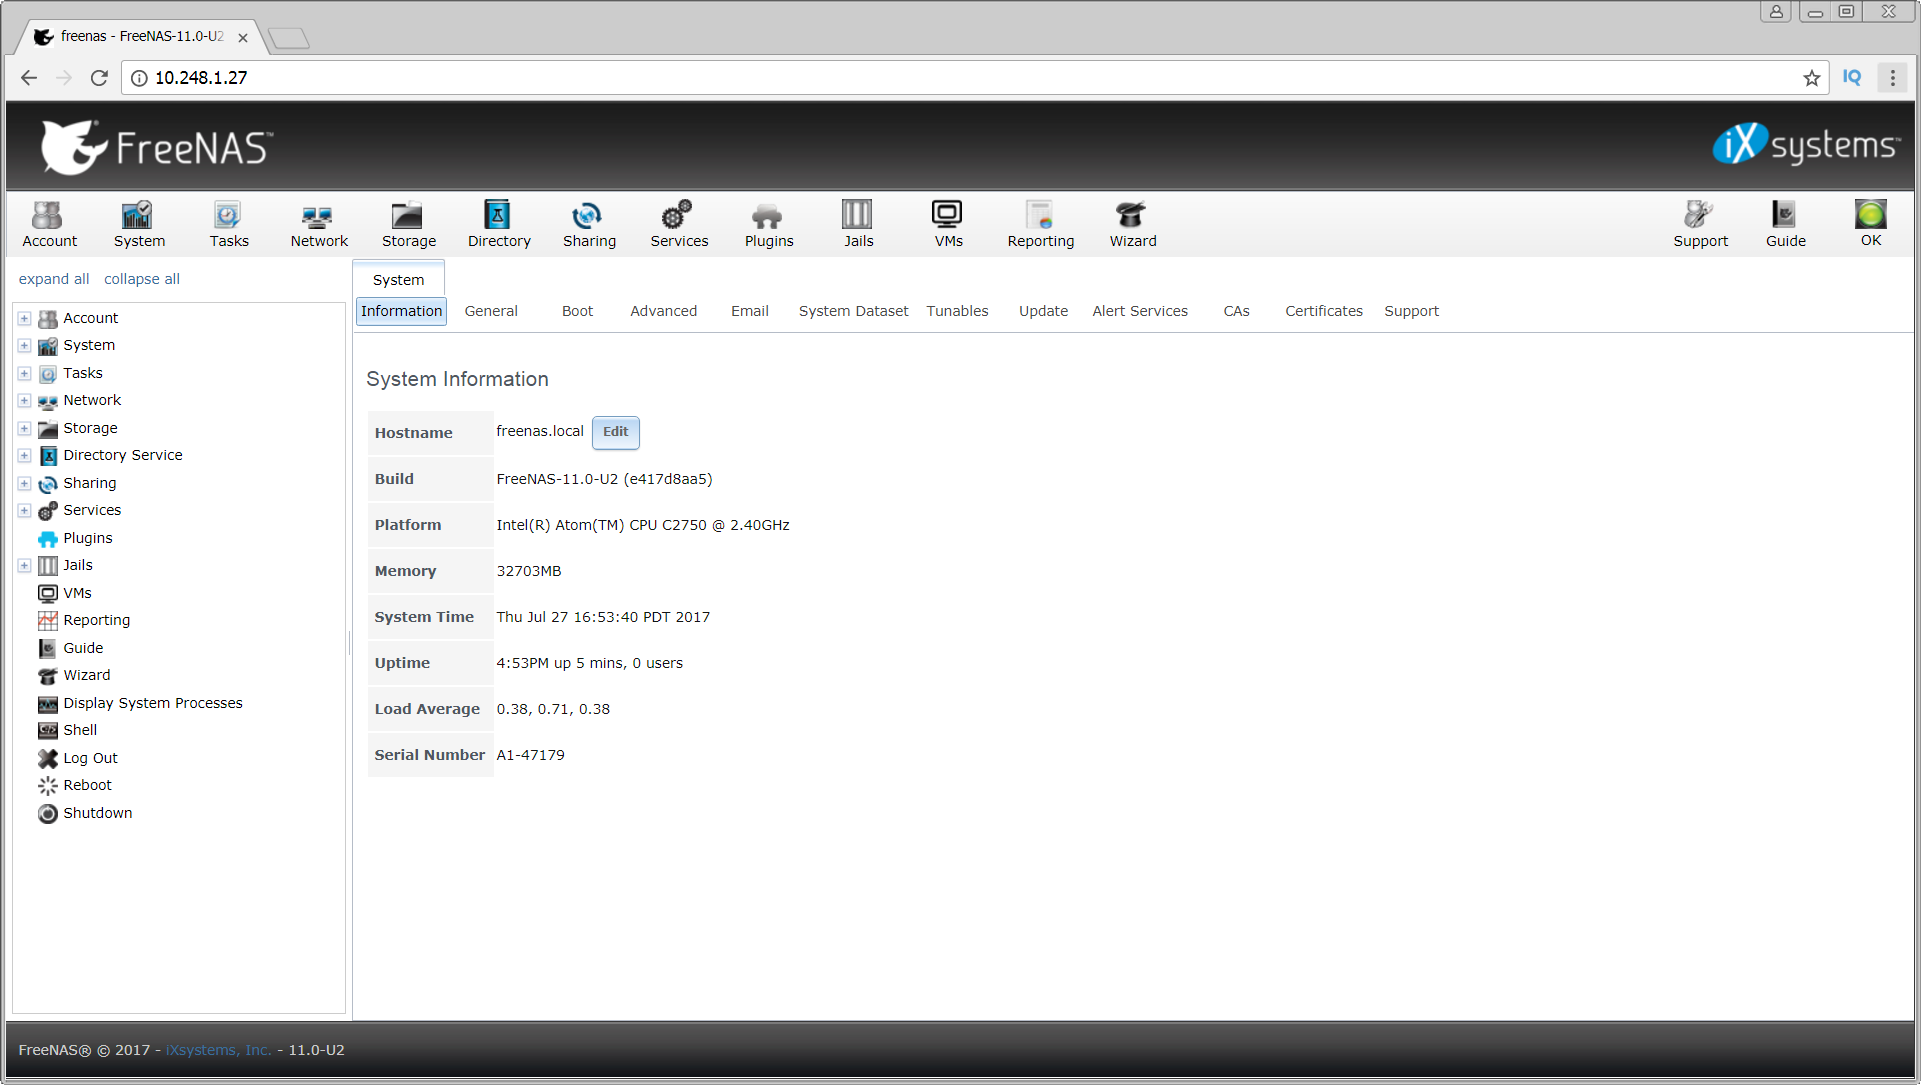 freenas - FreeNAS-11.0-U2
10.248.1.27
IQ
FreeNAS™
iXsystems™
Account System Tasks Network Storage Directory Sharing Services Plugins Jails VMs Reporting Wizard Support Guide OK
expand all collapse all
System
Information General Boot Advanced Email System Dataset Tunables Update Alert Services CAs Certificates Support
Account
System
Tasks
Network
Storage
Directory Service
Sharing
Services
Plugins
Jails
VMs
Reporting
Guide
Wizard
Display System Processes
Shell
Log Out
Reboot
Shutdown
System Information
Hostname freenas.local Edit
Build FreeNAS-11.0-U2 (e417d8aa5)
Platform Intel(R) Atom(TM) CPU C2750 @ 2.40GHz
Memory 32703MB
System Time Thu Jul 27 16:53:40 PDT 2017
Uptime 4:53PM up 5 mins, 0 users
Load Average 0.38, 0.71, 0.38
Serial Number A1-47179
FreeNAS® © 2017 - iXsystems, Inc. - 11.0-U2